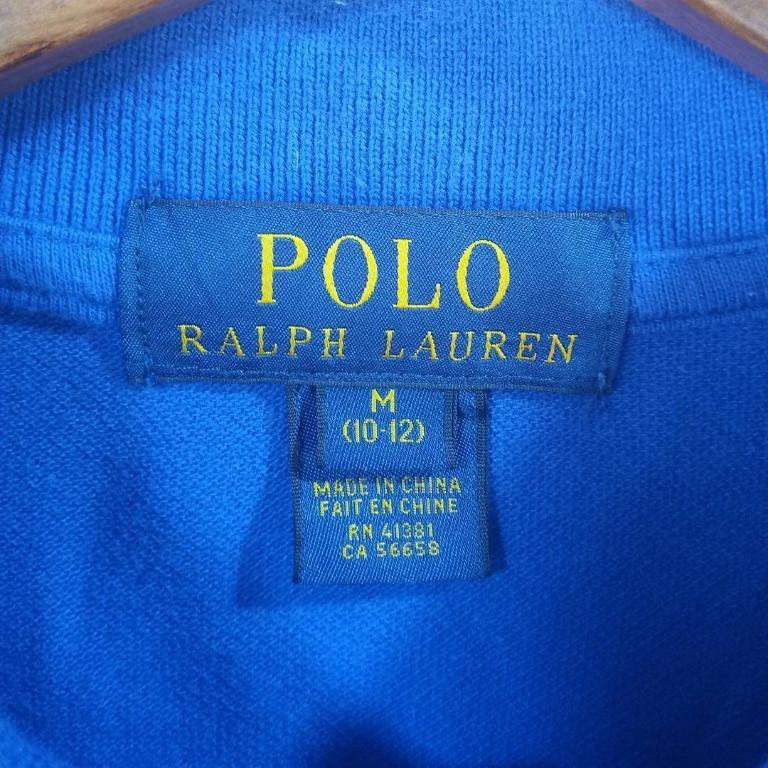 POLO
RALPH LAUREN
M
(10-12)
MADE IN CHINA
FAIT EN CHINE
RN 41381
CA 56658